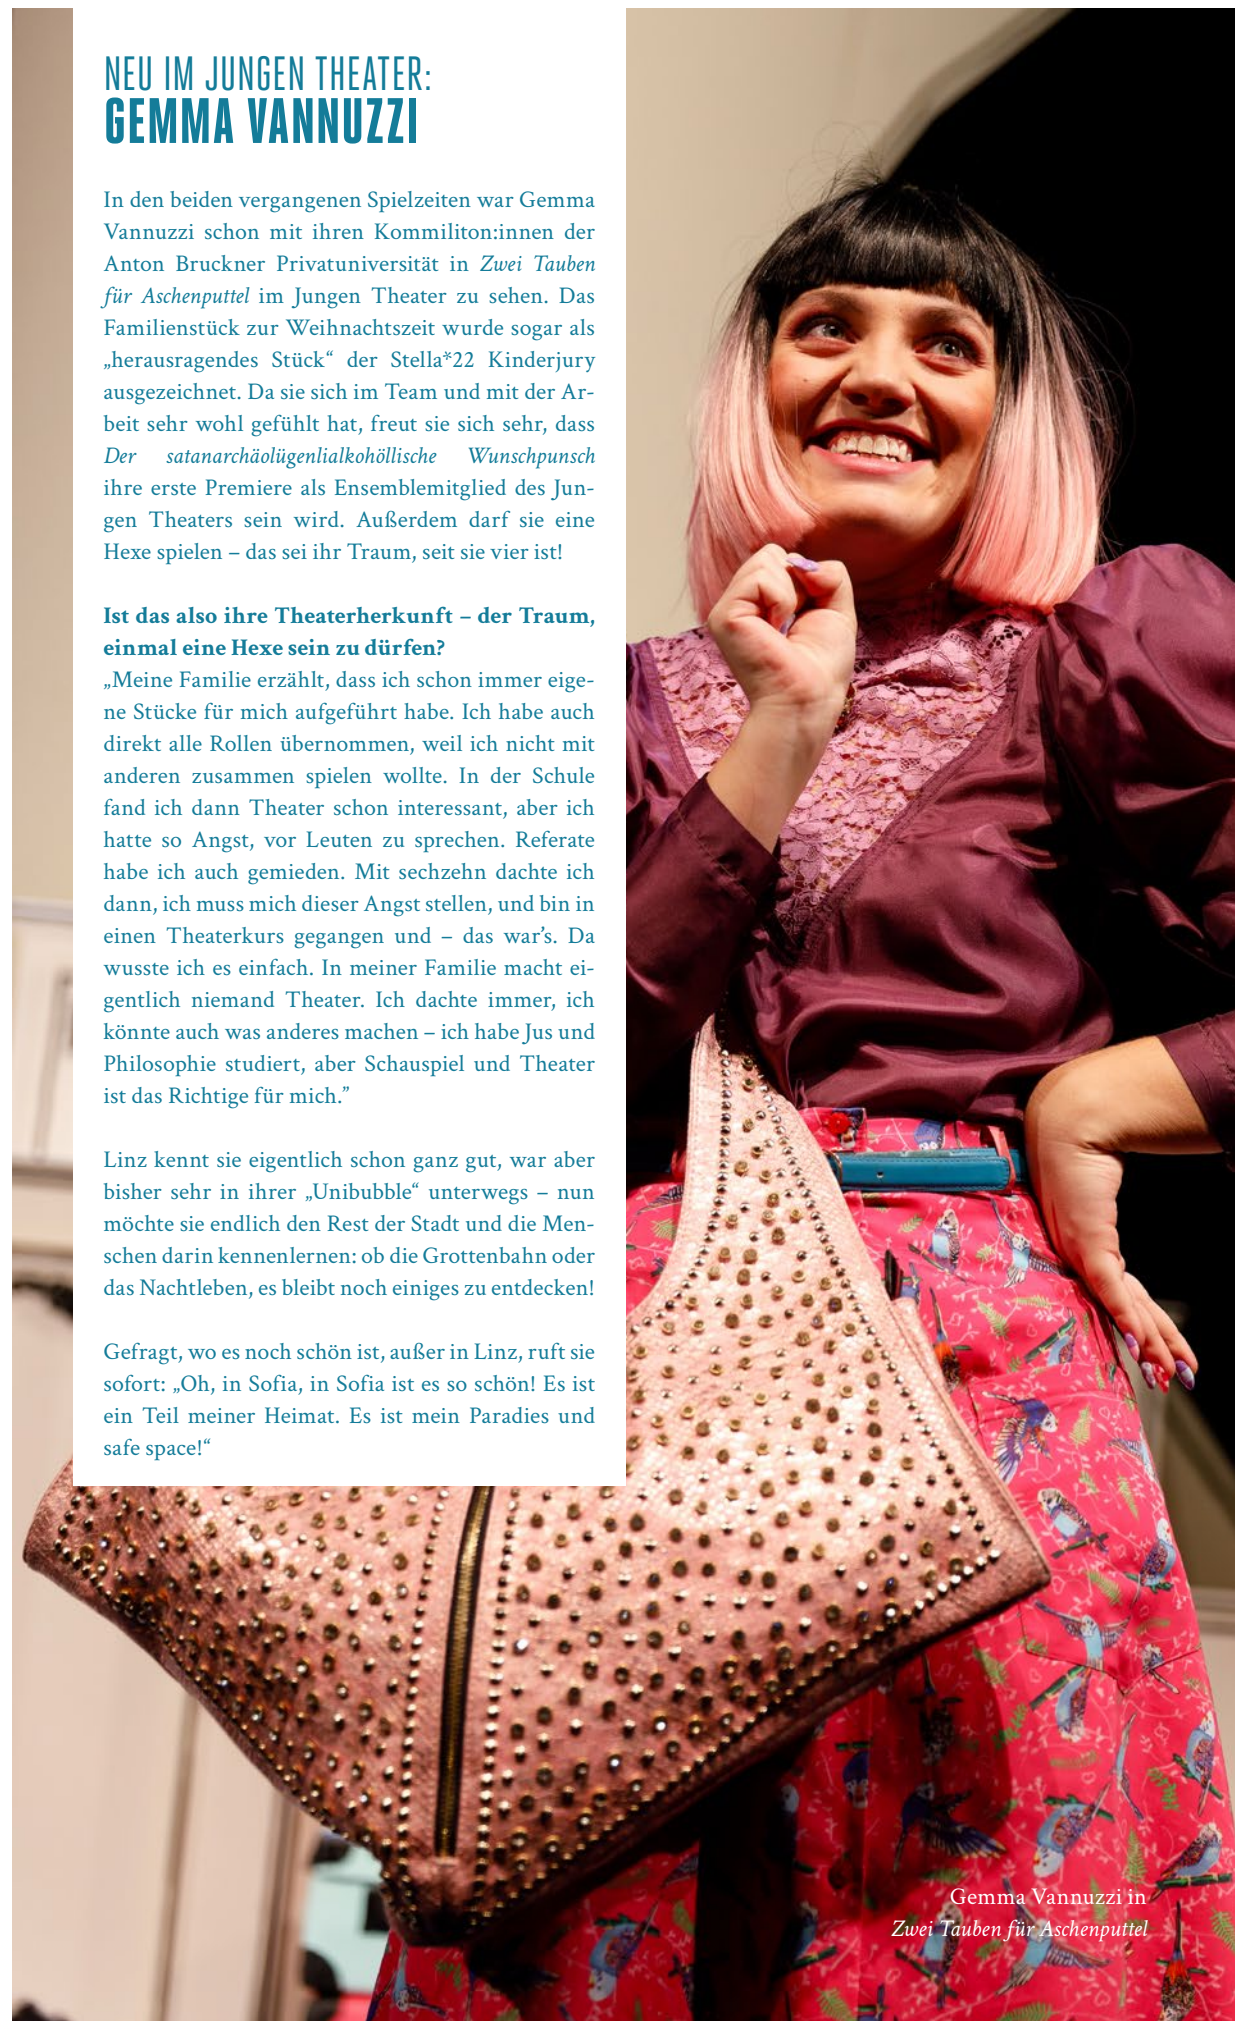 NEU IM JUNGEN THEATER:
GEMMA VANNUZZI
In den beiden vergangenen Spielzeiten war Gemma
Vannuzzi schon mit ihren Kommiliton:innen der
Anton Bruckner Privatuniversität in Zwei Tauben
für Aschenputtel im Jungen Theater zu sehen. Das
Familienstück zur Weihnachtszeit wurde sogar als
„herausragendes Stück“ der Stella*22 Kinderjury
ausgezeichnet. Da sie sich im Team und mit der Ar-
beit sehr wohl gefühlt hat, freut sie sich sehr, dass
Der satanarchäolügenlialkohöllische Wunschpunsch
ihre erste Premiere als Ensemblemitglied des Jun-
gen Theaters sein wird. Außerdem darf sie eine
Hexe spielen – das sei ihr Traum, seit sie vier ist!
Ist das also ihre Theaterherkunft – der Traum,
einmal eine Hexe sein zu dürfen?
„Meine Familie erzählt, dass ich schon immer eige-
ne Stücke für mich aufgeführt habe. Ich habe auch
direkt alle Rollen übernommen, weil ich nicht mit
anderen zusammen spielen wollte. In der Schule
fand ich dann Theater schon interessant, aber ich
hatte so Angst, vor Leuten zu sprechen. Referate
habe ich auch gemieden. Mit sechzehn dachte ich
dann, ich muss mich dieser Angst stellen, und bin in
einen Theaterkurs gegangen und – das war’s. Da
wusste ich es einfach. In meiner Familie macht ei-
gentlich niemand Theater. Ich dachte immer, ich
könnte auch was anderes machen – ich habe Jus und
Philosophie studiert, aber Schauspiel und Theater
ist das Richtige für mich.”
Linz kennt sie eigentlich schon ganz gut, war aber
bisher sehr in ihrer „Unibubble“ unterwegs – nun
möchte sie endlich den Rest der Stadt und die Men-
schen darin kennenlernen: ob die Grottenbahn oder
das Nachtleben, es bleibt noch einiges zu entdecken!
Gefragt, wo es noch schön ist, außer in Linz, ruft sie
sofort: „Oh, in Sofia, in Sofia ist es so schön! Es ist
ein Teil meiner Heimat. Es ist mein Paradies und
safe space!“
Gemma Vannuzzi in
Zwei Tauben für Aschenputtel